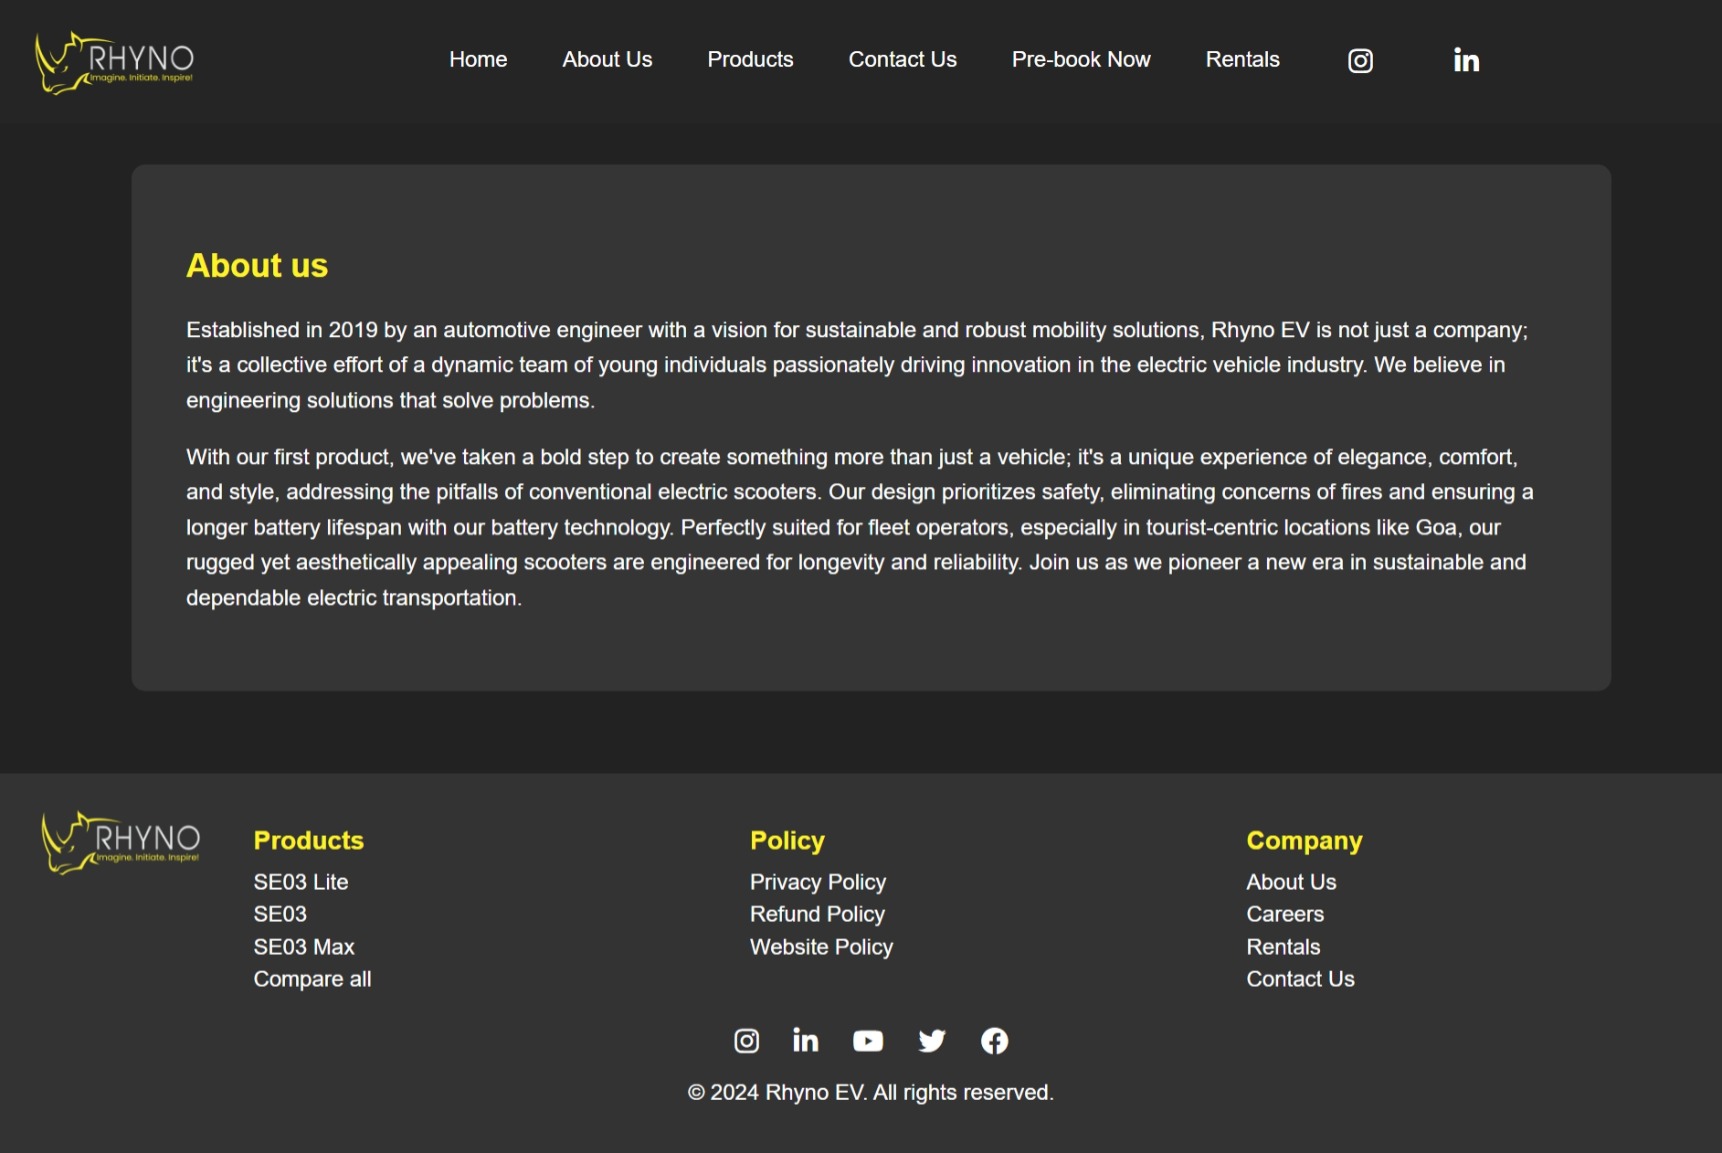 RHYNO
Imagine. Initiate. Inspire!
Home About Us Products Contact Us Pre-book Now Rentals
About us
Established in 2019 by an automotive engineer with a vision for sustainable and robust mobility solutions, Rhyno EV is not just a company;
it's a collective effort of a dynamic team of young individuals passionately driving innovation in the electric vehicle industry. We believe in
engineering solutions that solve problems.
With our first product, we've taken a bold step to create something more than just a vehicle; it's a unique experience of elegance, comfort,
and style, addressing the pitfalls of conventional electric scooters. Our design prioritizes safety, eliminating concerns of fires and ensuring a
longer battery lifespan with our battery technology. Perfectly suited for fleet operators, especially in tourist-centric locations like Goa, our
rugged yet aesthetically appealing scooters are engineered for longevity and reliability. Join us as we pioneer a new era in sustainable and
dependable electric transportation.
RHYNO
Imagine. Initiate. Inspire!
Products
SE03 Lite
SE03
SE03 Max
Compare all
Policy
Privacy Policy
Refund Policy
Website Policy
Company
About Us
Careers
Rentals
Contact Us
© 2024 Rhyno EV. All rights reserved.